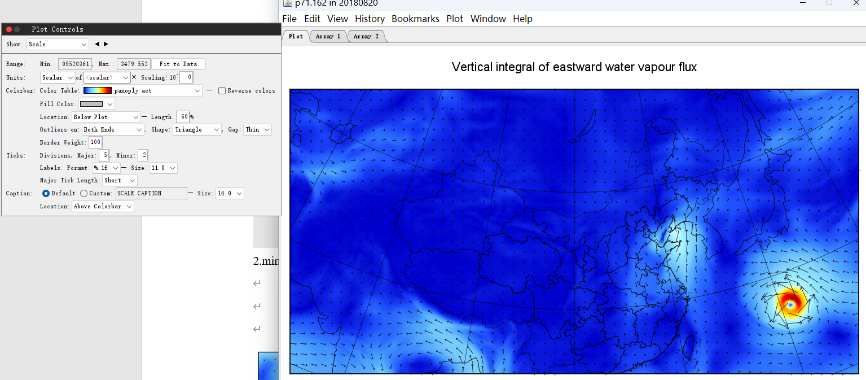 p71.162 in 20180820
File Edit View History Bookmarks Plot Window Help
Plot Array 1 Array 2
Vertical integral of eastward water vapour flux
Plot Controls
Show: Scale
Range: Min 09520361, Max 3479.552 Fit to Data
Units: Scalar of <scalar> × Scaling: 10^ 0
Colorbar: Color Table: panoply.act — Reverse colors
Fill Color:
Location: Below Plot — Length 60 %
Outliers on: Both Ends, Shape: Triangle, Gap Thin
Border Weight: 100
Ticks: Divisions, Major: 5, Minor: 2
Labels: Format %.1f — Size: 11.0
Major Tick Length Short
Caption: Default Custom: SCALE CAPTION — Size: 14.0
Location: Above Colorbar
2.min